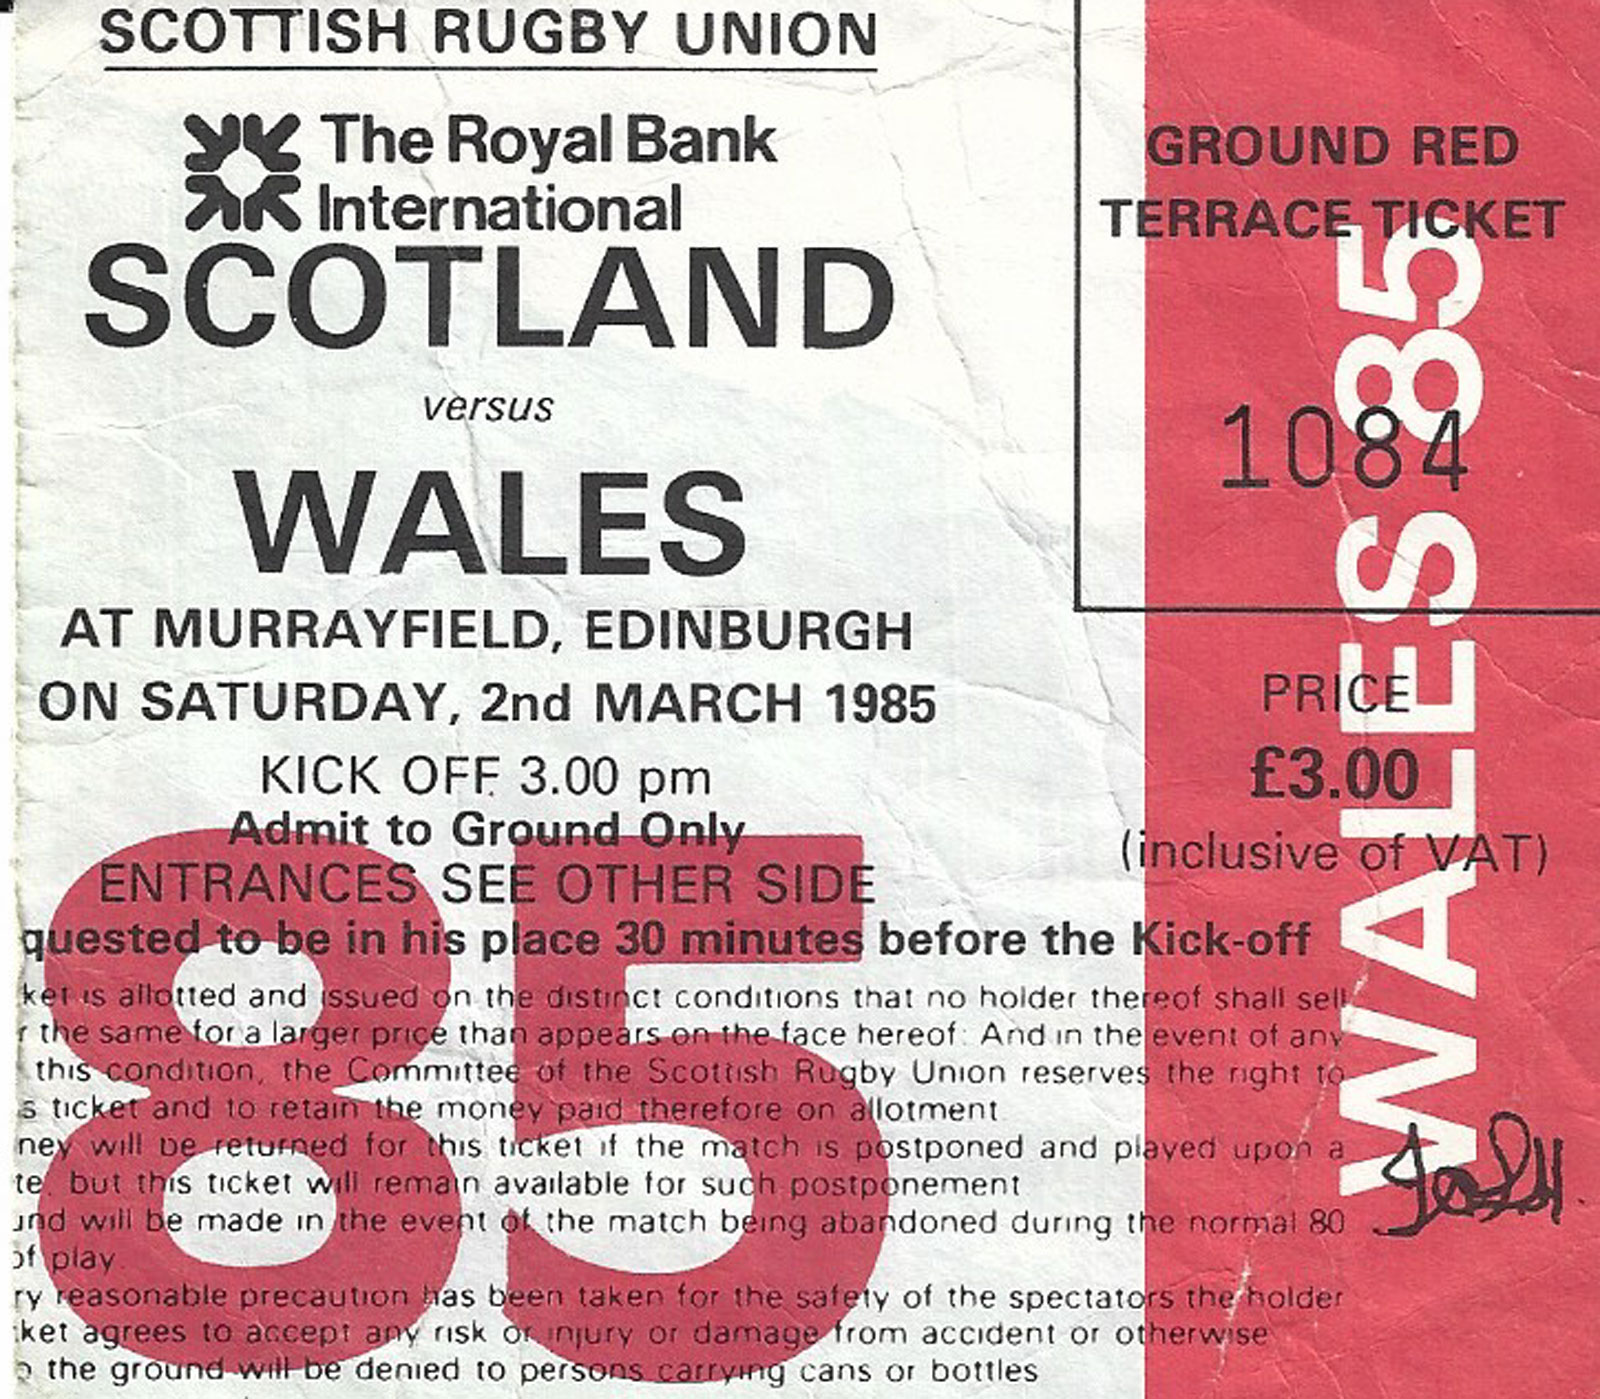 SCOTTISH RUGBY UNION
The Royal Bank
International
SCOTLAND
versus
WALES
AT MURRAYFIELD, EDINBURGH
ON SATURDAY, 2nd MARCH 1985
KICK OFF 3.00 pm
Admit to Ground Only
ENTRANCES SEE OTHER SIDE
quested to be in his place 30 minutes before the Kick-off
ket is allotted and issued on the distinct conditions that no holder thereof shall sell
r the same for a larger price than appears on the face hereof: And in the event of any
this condition, the Committee of the Scottish Rugby Union reserves the right to
s ticket and to retain the money paid therefore on allotment
ney will be returned for this ticket if the match is postponed and played upon a
te, but this ticket will remain available for such postponement
und will be made in the event of the match being abandoned during the normal 80
of play.
ry reasonable precaution has been taken for the safety of the spectators the holder
ket agrees to accept any risk or injury or damage from accident or otherwise
the ground will be denied to persons carrying cans or bottles
85
GROUND RED
TERRACE TICKET
1084
PRICE
£3.00
(inclusive of VAT)
WALES 85